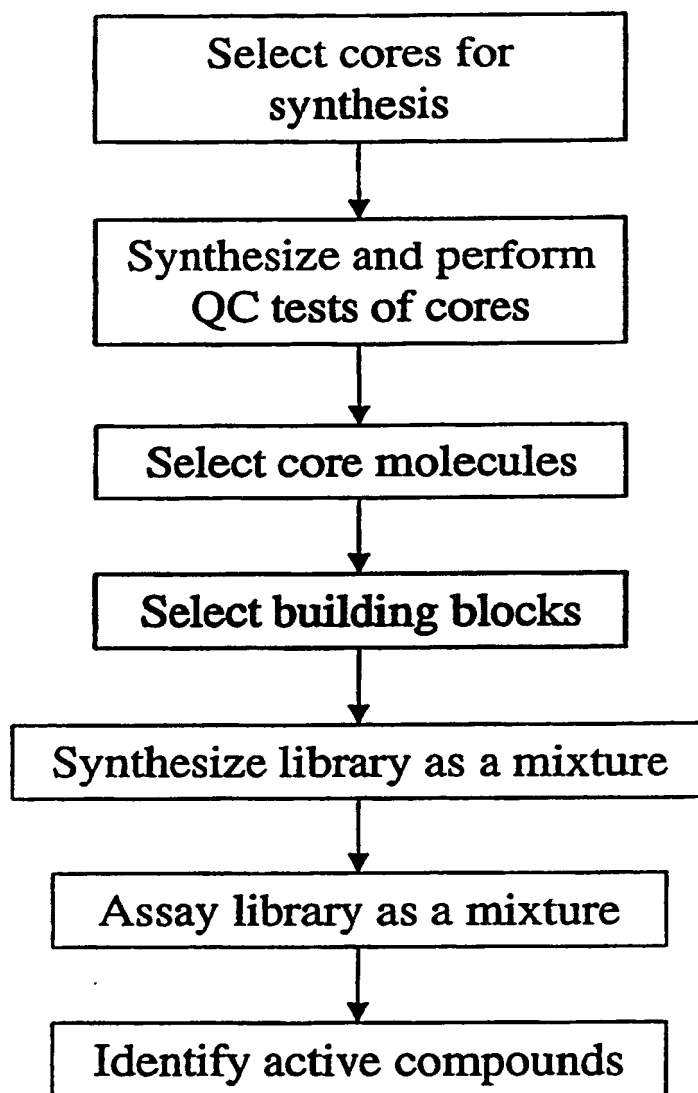 Select cores for
synthesis
Synthesize and perform
QC tests of cores
Select core molecules
Select building blocks
Synthesize library as a mixture
Assay library as a mixture
Identify active compounds